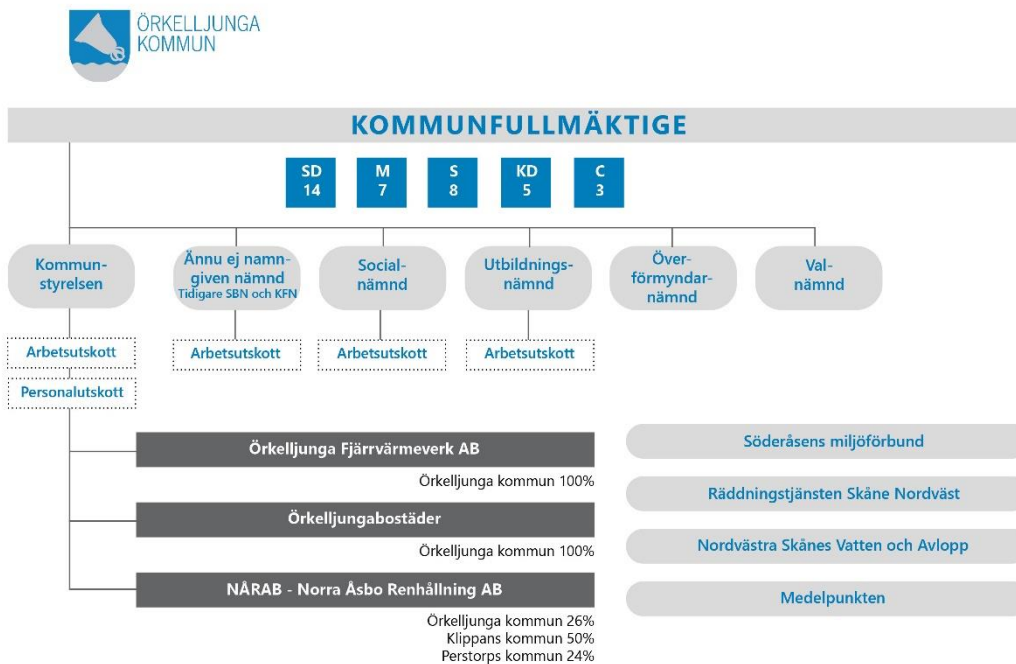 ÖRKELLJUNGA
KOMMUN
KOMMUNFULLMÄKTIGE
SD
14
M
7
S
8
KD
5
C
3
Kommun-
styrelsen
Ännu ej namn-
given nämnd
Tidigare SBN och KFN
Social-
nämnd
Utbildnings-
nämnd
Över-
förmyndar-
nämnd
Val-
nämnd
Arbetsutskott
Arbetsutskott
Arbetsutskott
Arbetsutskott
Personalutskott
Örkelljunga Fjärrvärmeverk AB
Örkelljunga kommun 100%
Örkelljungabostäder
Örkelljunga kommun 100%
NÅRAB - Norra Åsbo Renhållning AB
Örkelljunga kommun 26%
Klippans kommun 50%
Perstorps kommun 24%
Söderåsens miljöförbund
Räddningstjänsten Skåne Nordväst
Nordvästra Skånes Vatten och Avlopp
Medelpunkten